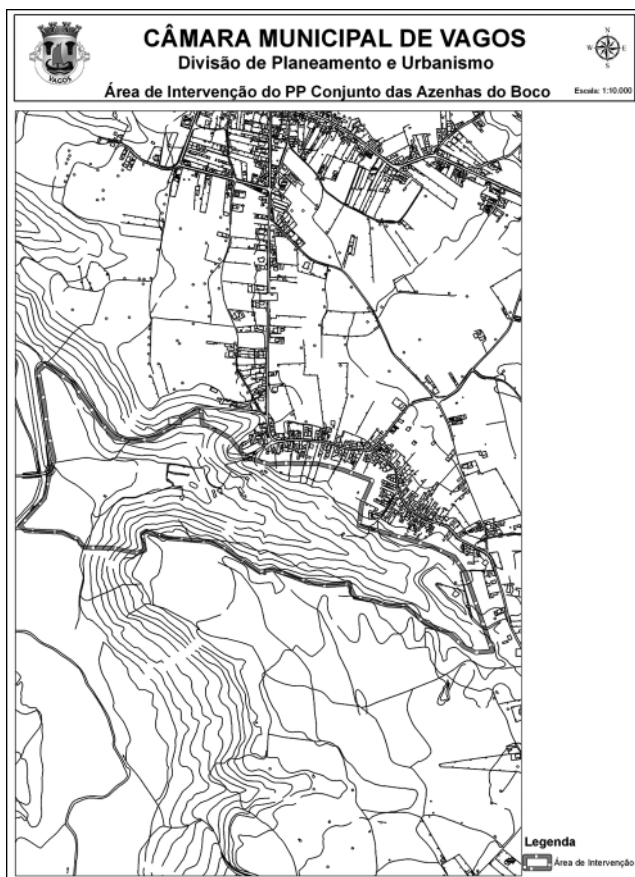 CÂMARA MUNICIPAL DE VAGOS
Divisão de Planeamento e Urbanismo
Área de Intervenção do PP Conjunto das Azenhas do Boco
Escala: 1:10.000
VAGOS
N
W
E
S
Legenda
Área de Intervenção